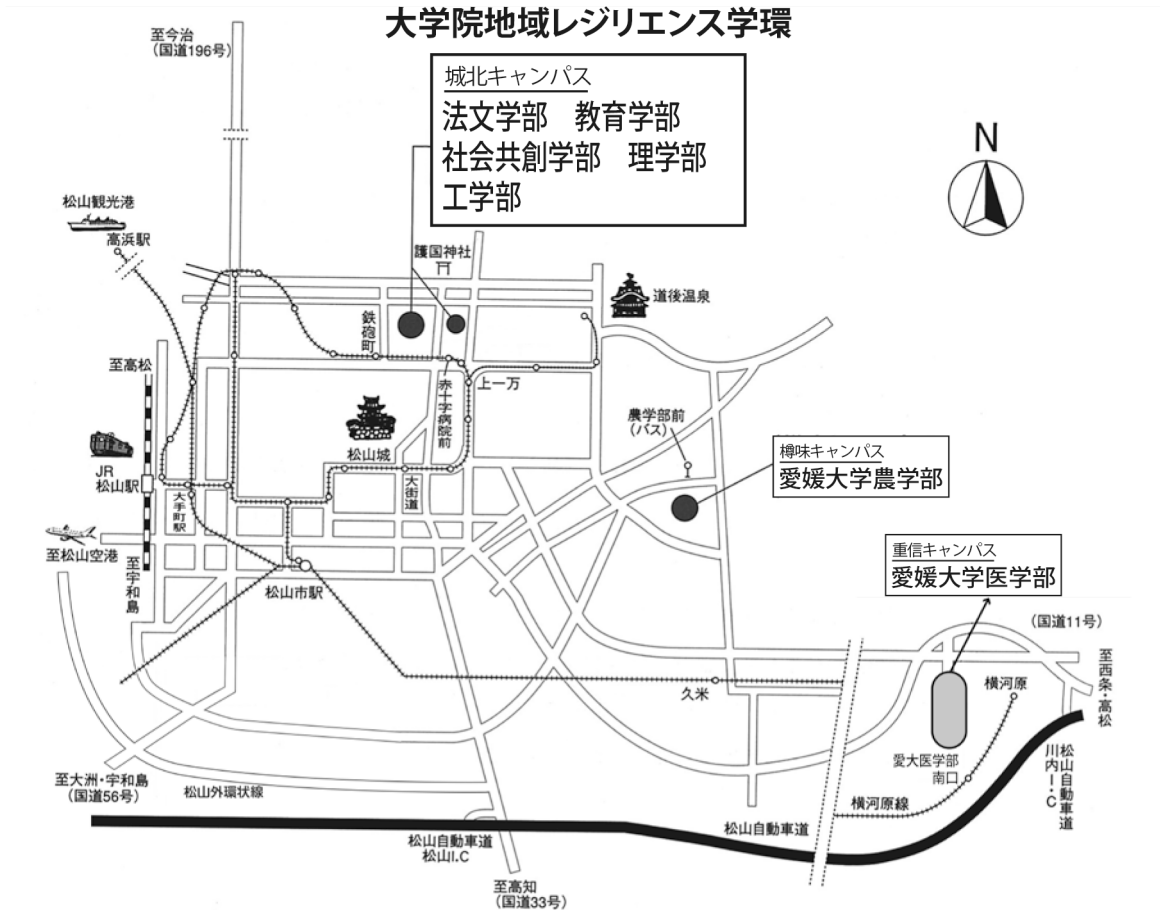 大学院地域レジリエンス学環
至今治
（国道196号）
城北キャンパス
法文学部　教育学部
社会共創学部　理学部
工学部
N
松山観光港
高浜駅
護国神社
道後温泉
鉄砲町
至高松
上一万
赤十字病院前
農学部前
（バス）
松山城
樽味キャンパス
愛媛大学農学部
JR
松山駅
大手町駅
大街道
至松山空港
至宇和島
重信キャンパス
愛媛大学医学部
松山市駅
（国道11号）
至西条・高松
久米
横河原
愛大医学部
南口
松山自動車道
川内I・C
至大洲・宇和島
（国道56号）
松山外環状線
横河原線
松山自動車道
松山自動車道
松山I.C
至高知
（国道33号）